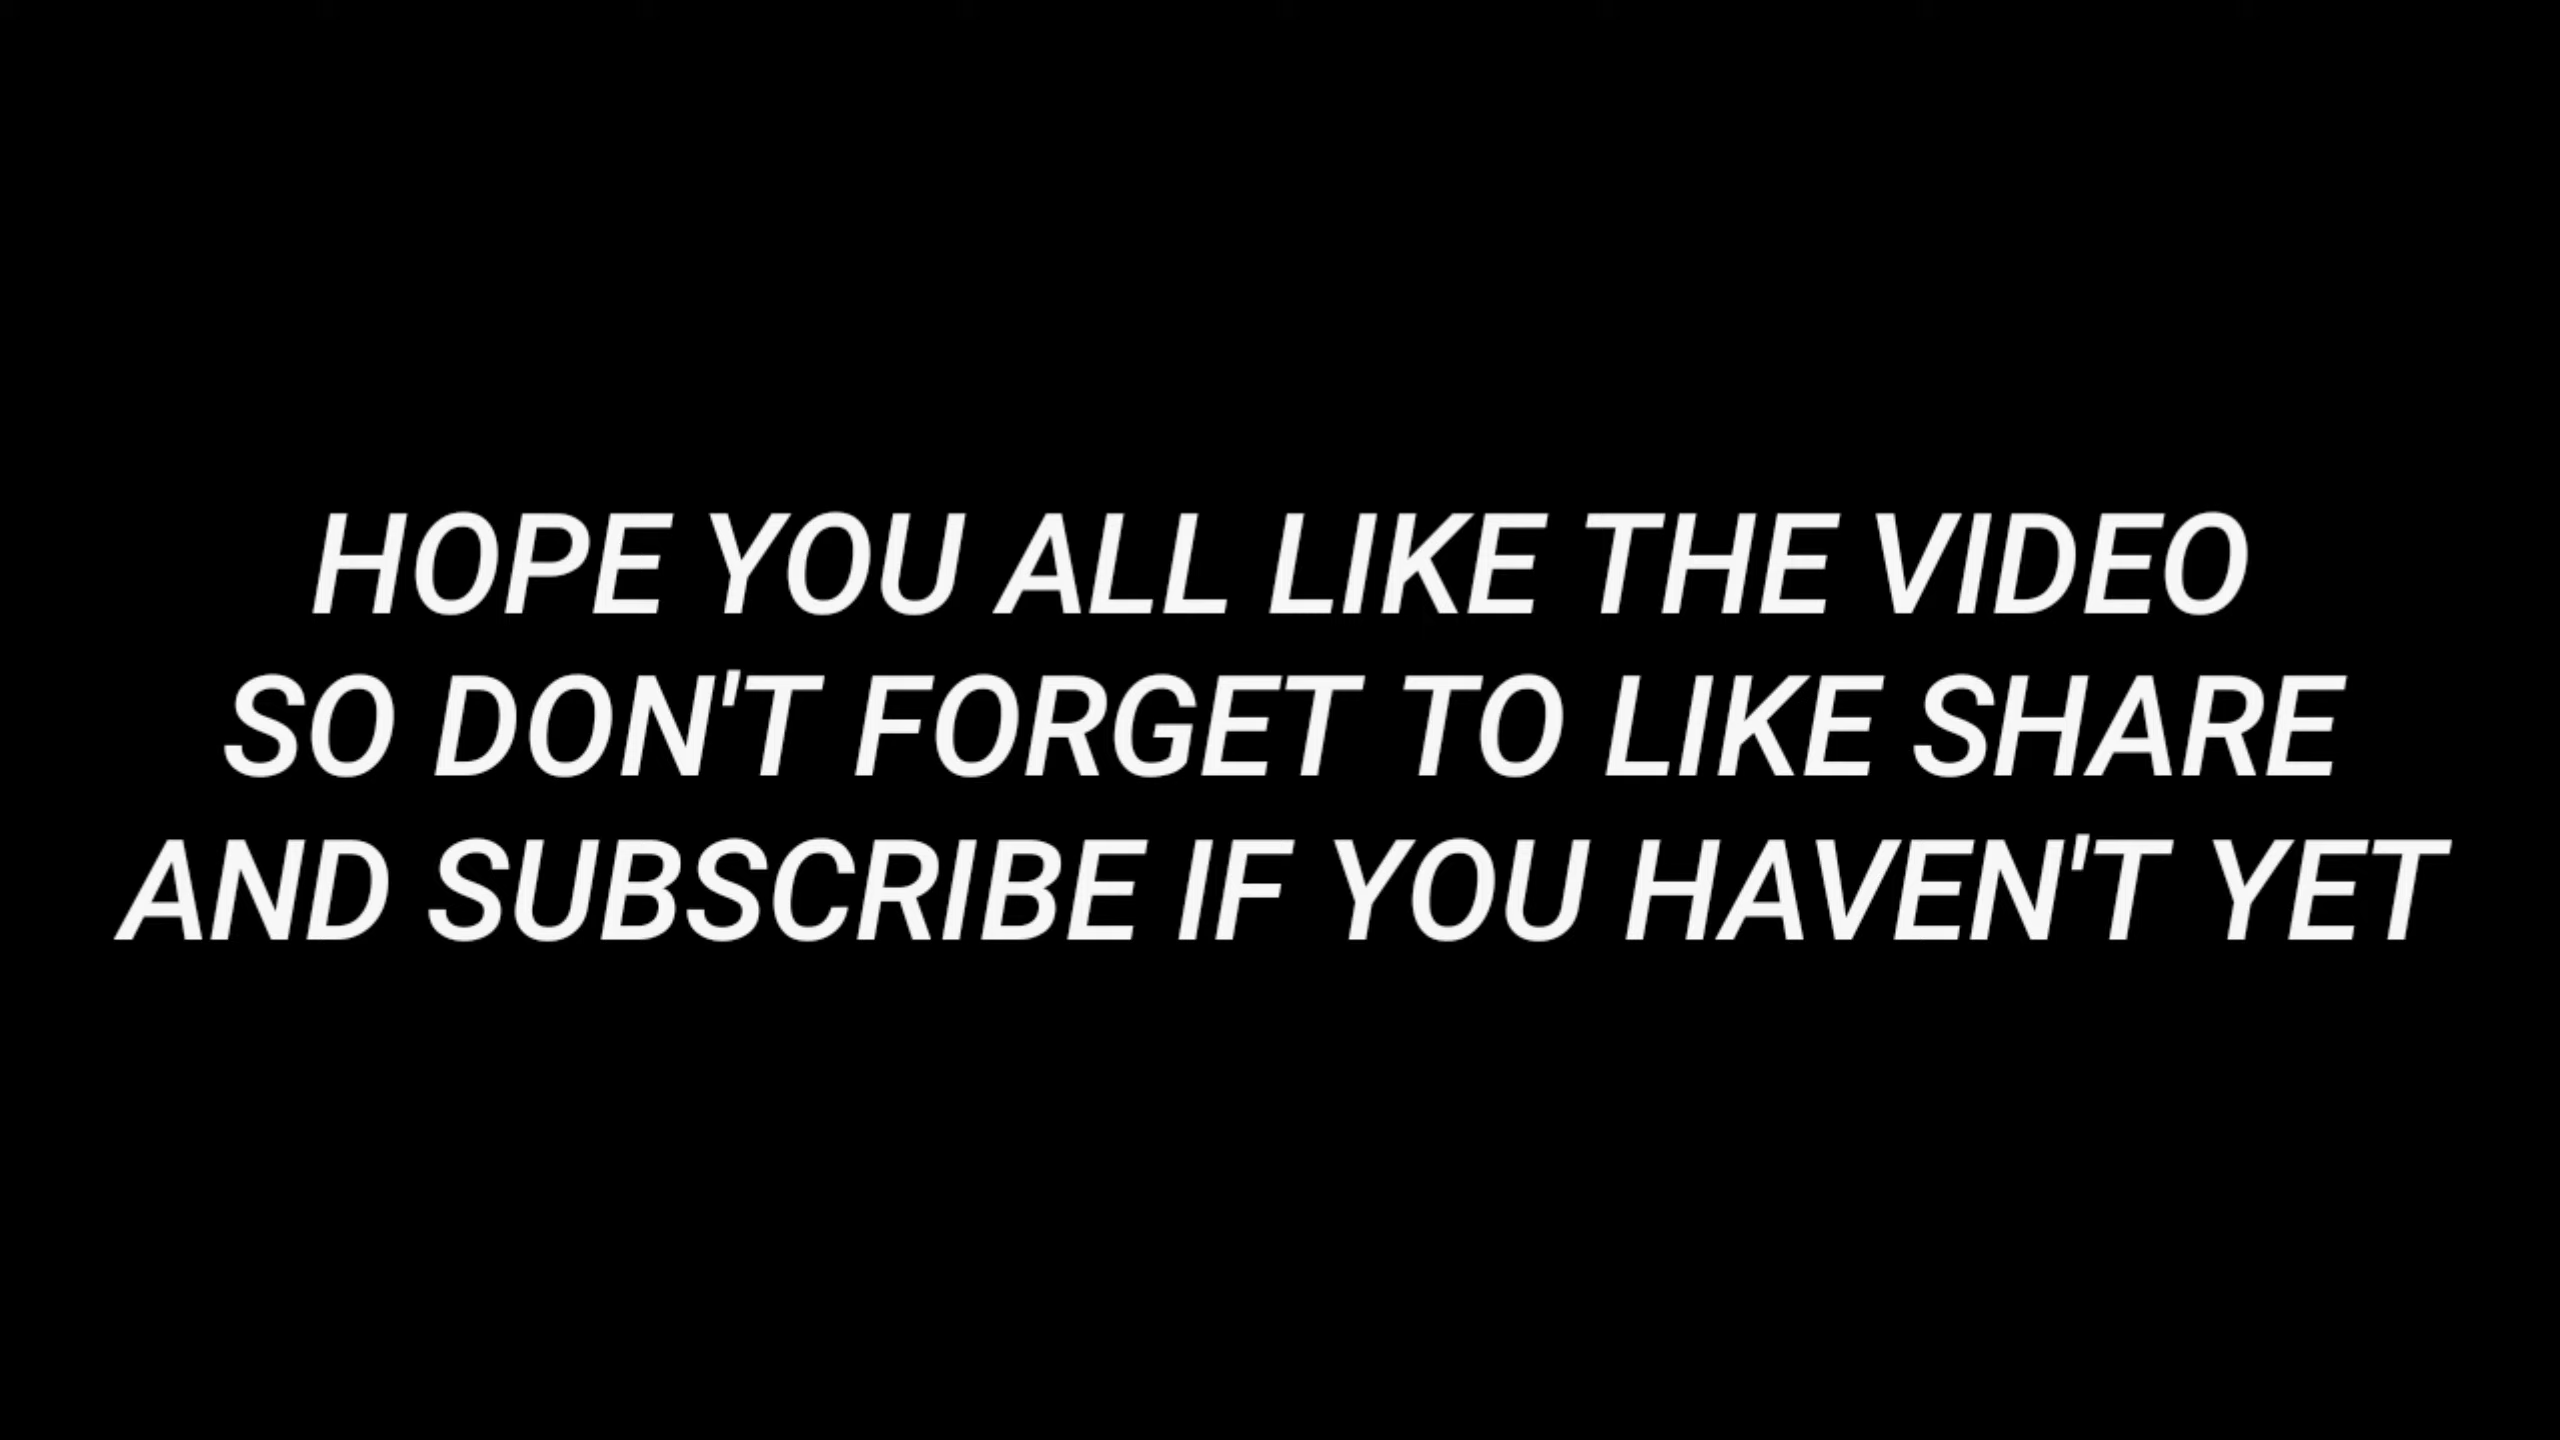 HOPE YOU ALL LIKE THE VIDEO
SO DON'T FORGET TO LIKE SHARE
AND SUBSCRIBE IF YOU HAVEN'T YET